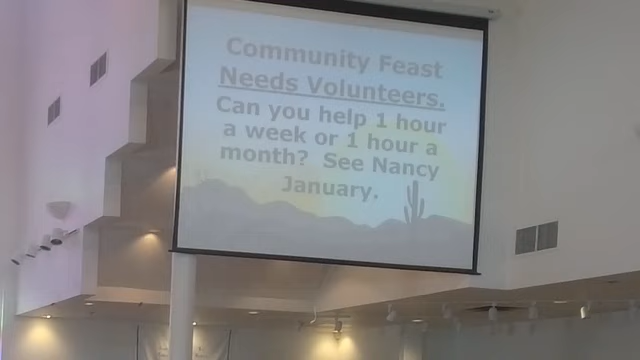 Community Feast
Needs Volunteers.
Can you help 1 hour
a week or 1 hour a
month? See Nancy
January.